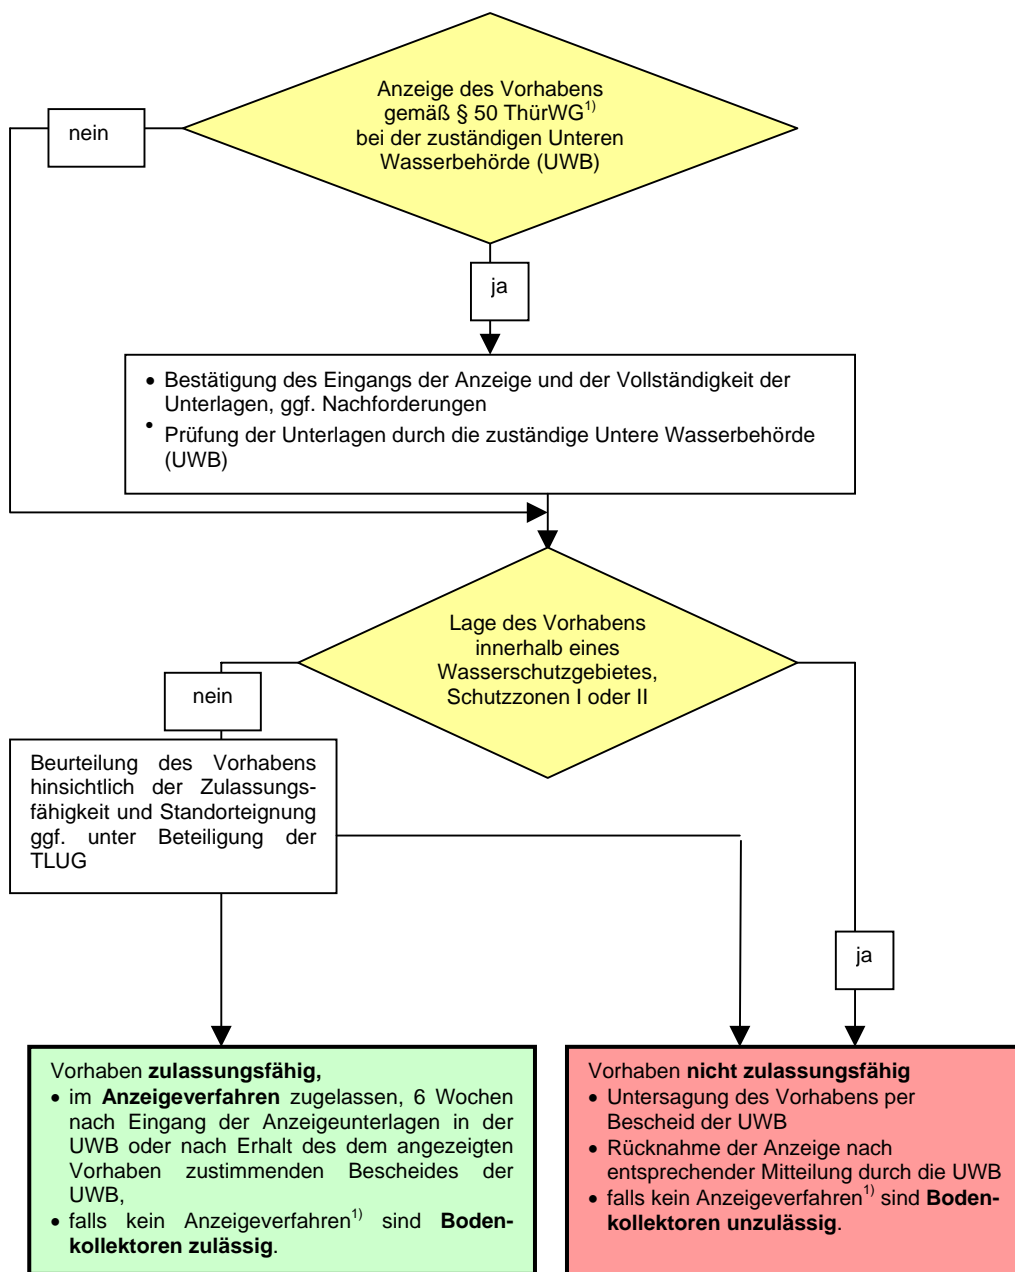 Anzeige des Vorhabens
gemäß § 50 ThürWG1)
bei der zuständigen Unteren
Wasserbehörde (UWB)
nein
ja
• Bestätigung des Eingangs der Anzeige und der Vollständigkeit der
Unterlagen, ggf. Nachforderungen
• Prüfung der Unterlagen durch die zuständige Untere Wasserbehörde
(UWB)
Lage des Vorhabens
innerhalb eines
Wasserschutzgebietes,
Schutzzonen I oder II
nein
Beurteilung des Vorhabens
hinsichtlich der Zulassungs-
fähigkeit und Standorteignung
ggf. unter Beteiligung der
TLUG
ja
Vorhaben zulassungsfähig,
• im Anzeigeverfahren zugelassen, 6 Wochen
nach Eingang der Anzeigeunterlagen in der
UWB oder nach Erhalt des dem angezeigten
Vorhaben zustimmenden Bescheides der
UWB,
• falls kein Anzeigeverfahren1) sind Boden-
kollektoren zulässig.
Vorhaben nicht zulassungsfähig
• Untersagung des Vorhabens per
Bescheid der UWB
• Rücknahme der Anzeige nach
entsprechender Mitteilung durch die UWB
• falls kein Anzeigeverfahren1) sind Boden-
kollektoren unzulässig.